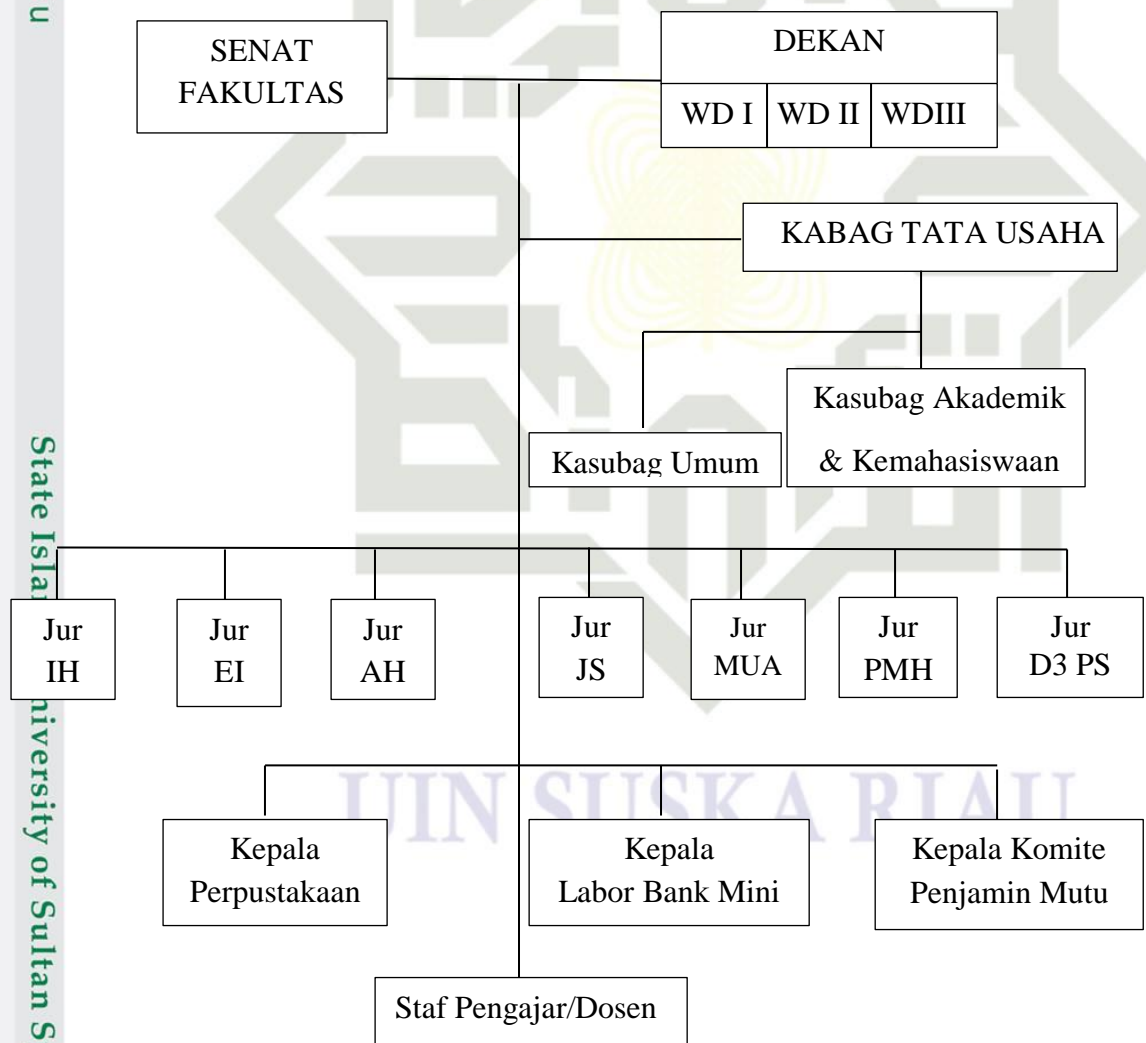 SENAT
FAKULTAS
DEKAN
WD I WD II WDIII
KABAG TATA USAHA
Kasubag Umum
Kasubag Akademik
& Kemahasiswaan
Jur
IH
Jur
EI
Jur
AH
Jur
JS
Jur
MUA
Jur
PMH
Jur
D3 PS
UIN SUSKA RIAU
Kepala
Perpustakaan
Kepala
Labor Bank Mini
Kepala Komite
Penjamin Mutu
Staf Pengajar/Dosen
u
State Isla niversity of Sultan S